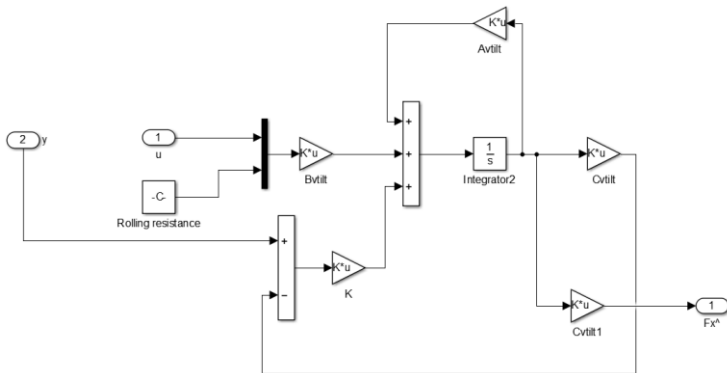 K*u
Avtilt
2
y
1
u
K*u
Bvtilt
+
+
+
1
s
Integrator2
K*u
Cvtilt
-C-
Rolling resistance
+
−
K*u
K
K*u
Cvtilt1
1
Fx^